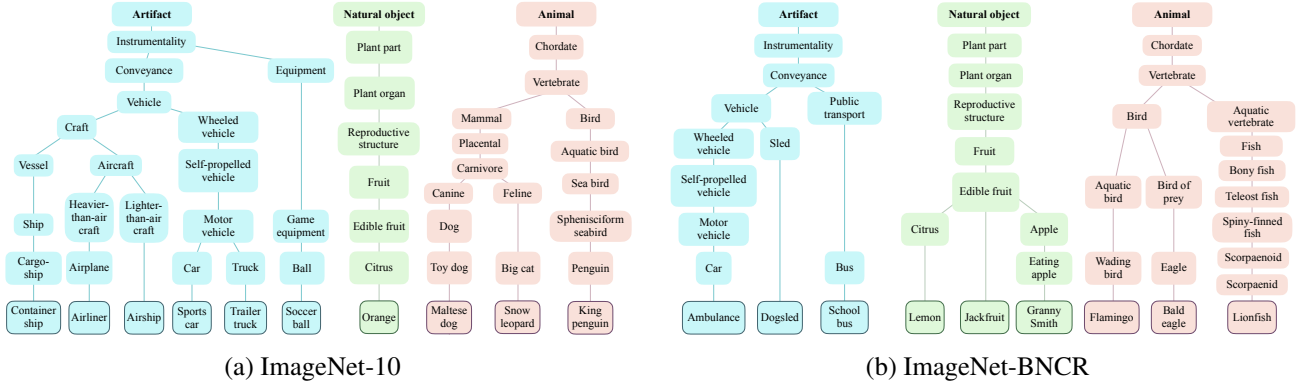 Artifact
Natural object
Animal
Instrumentality
Plant part
Chordate
Conveyance
Equipment
Plant organ
Vertebrate
Vehicle
Craft
Wheeled
vehicle
Reproductive
structure
Mammal
Bird
Vessel
Aircraft
Self-propelled
vehicle
Placental
Aquatic bird
Carnivore
Fruit
Canine
Feline
Sea bird
Ship
Heavier-
than-air
craft
Lighter-
than-air
craft
Motor
vehicle
Game
equipment
Edible fruit
Dog
Sphenisciform
seabird
Cargo-
ship
Airplane
Car
Truck
Ball
Citrus
Toy dog
Big cat
Penguin
Container
ship
Airliner
Airship
Sports
car
Trailer
truck
Soccer
ball
Orange
Maltese
dog
Snow
leopard
King
penguin
(a) ImageNet-10
Artifact
Natural object
Animal
Instrumentality
Plant part
Chordate
Conveyance
Plant organ
Vertebrate
Vehicle
Public
transport
Reproductive
structure
Bird
Aquatic
vertebrate
Wheeled
vehicle
Sled
Fruit
Fish
Bony fish
Self-propelled
vehicle
Edible fruit
Aquatic
bird
Bird of
prey
Teleost fish
Motor
vehicle
Citrus
Apple
Spiny-finned
fish
Car
Bus
Eating
apple
Wading
bird
Eagle
Scorpaenoid
Scorpaenid
Ambulance
Dogsled
School
bus
Lemon
Jackfruit
Granny
Smith
Flamingo
Bald
eagle
Lionfish
(b) ImageNet-BNCR